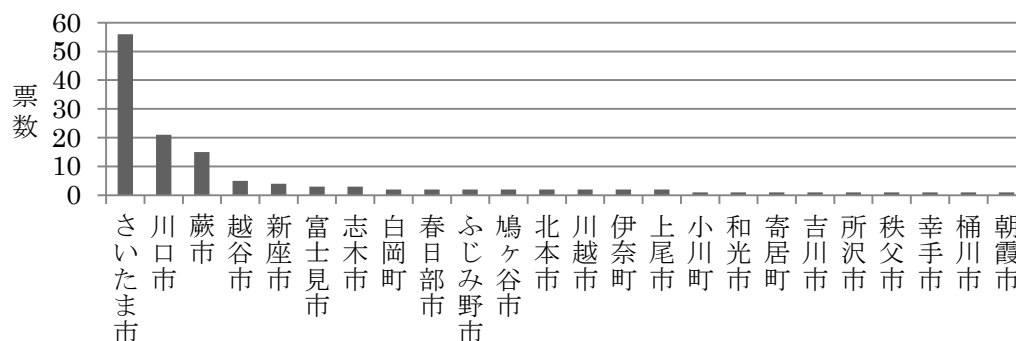 60
50
40
30
20
10
0
票数
さいたま市
川口市
蕨市
越谷市
新座市
富士見市
志木市
白岡町
春日部市
ふじみ野市
鳩ヶ谷市
北本市
川越市
伊奈町
上尾市
小川町
和光市
寄居町
吉川市
所沢市
秩父市
幸手市
桶川市
朝霞市